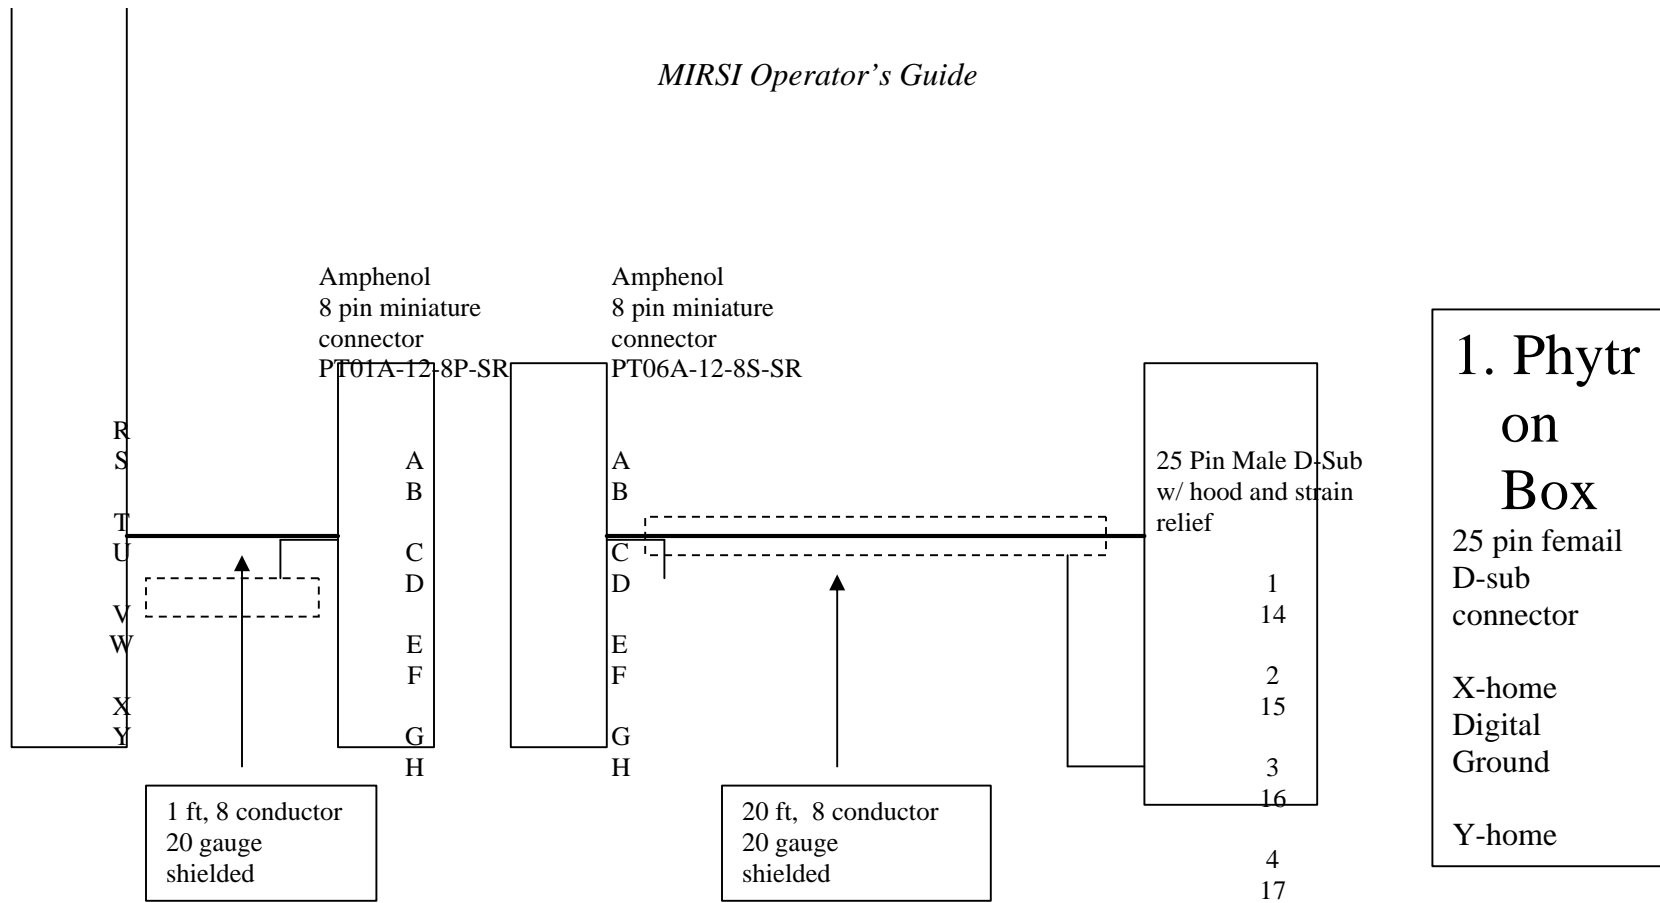 MIRSI Operator's Guide
Amphenol
8 pin miniature
connector
PT01A-12-8P-SR
Amphenol
8 pin miniature
connector
PT06A-12-8S-SR
R
S
T
U
V
W
X
Y
A
B
C
D
E
F
G
H
A
B
C
D
E
F
G
H
25 Pin Male D-Sub
w/ hood and strain
relief
1
14
2
15
3
16
4
17
1. Phytr
on
Box
25 pin femail
D-sub
connector
X-home
Digital
Ground
Y-home
1 ft, 8 conductor
20 gauge
shielded
20 ft,  8 conductor
20 gauge
shielded